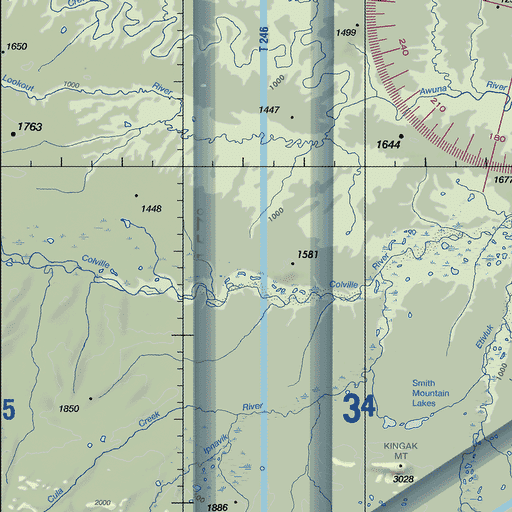 Cre
1650
1499
T 246
240
Lookout
1000
River
1000
1447
210
Awuna
River
180
1763
1644
1677
1448
1000
1581
Colville
River
Colville
Etivluk
1000
5
1850
Creek
River
34
Smith
Mountain
Lakes
Ipnavik
KINGAK
MT
3028
Cula
2000
1886